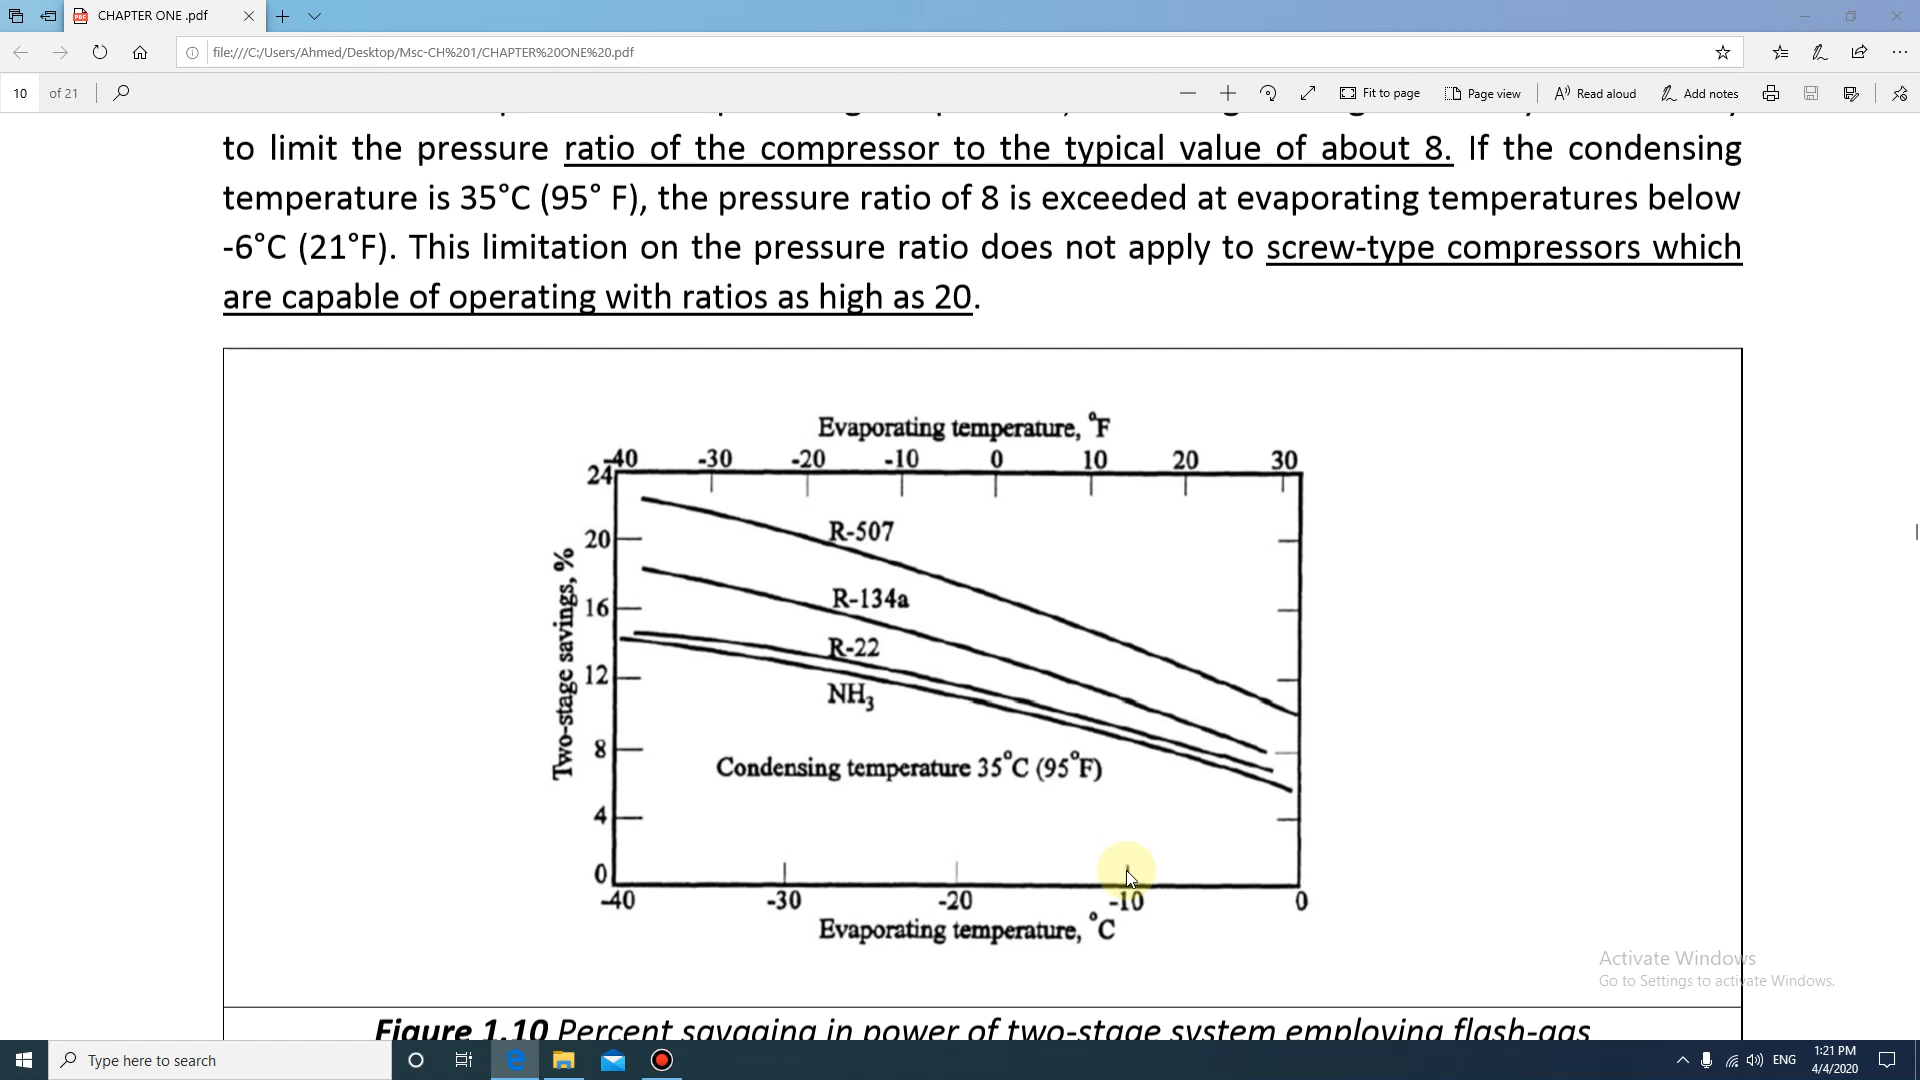 CHAPTER ONE .pdf
file:///C:/Users/Ahmed/Desktop/Msc-CH%201/CHAPTER%20ONE%20.pdf
10 of 21
Fit to page Page view Read aloud Add notes
to limit the pressure ratio of the compressor to the typical value of about 8. If the condensing
temperature is 35°C (95° F), the pressure ratio of 8 is exceeded at evaporating temperatures below
-6°C (21°F). This limitation on the pressure ratio does not apply to screw-type compressors which
are capable of operating with ratios as high as 20.
Evaporating temperature, °F
-40 -30 -20 -10 0 10 20 30
24
20
16
12
8
4
0
Two-stage savings, %
R-507
R-134a
R-22
NH3
Condensing temperature 35°C (95°F)
-40 -30 -20 -10 0
Evaporating temperature, °C
Activate Windows
Go to Settings to activate Windows.
Figure 1.10 Percent savaging in power of two-stage system employing flash-gas
Type here to search
ENG
1:21 PM
4/4/2020